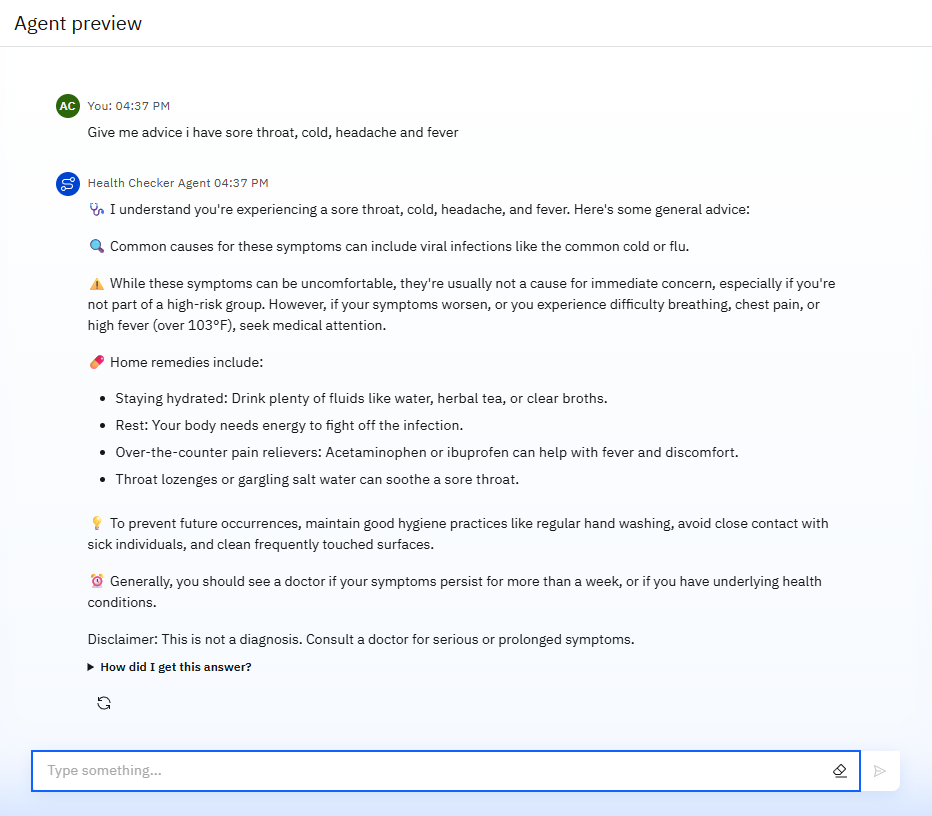 Agent preview
AC You: 04:37 PM
Give me advice i have sore throat, cold, headache and fever
Health Checker Agent 04:37 PM
🩺 I understand you're experiencing a sore throat, cold, headache, and fever. Here's some general advice:
🔍 Common causes for these symptoms can include viral infections like the common cold or flu.
⚠️ While these symptoms can be uncomfortable, they're usually not a cause for immediate concern, especially if you're
not part of a high-risk group. However, if your symptoms worsen, or you experience difficulty breathing, chest pain, or
high fever (over 103°F), seek medical attention.
💊 Home remedies include:
• Staying hydrated: Drink plenty of fluids like water, herbal tea, or clear broths.
• Rest: Your body needs energy to fight off the infection.
• Over-the-counter pain relievers: Acetaminophen or ibuprofen can help with fever and discomfort.
• Throat lozenges or gargling salt water can soothe a sore throat.
💡 To prevent future occurrences, maintain good hygiene practices like regular hand washing, avoid close contact with
sick individuals, and clean frequently touched surfaces.
⏰ Generally, you should see a doctor if your symptoms persist for more than a week, or if you have underlying health
conditions.
Disclaimer: This is not a diagnosis. Consult a doctor for serious or prolonged symptoms.
▶ How did I get this answer?
Type something...